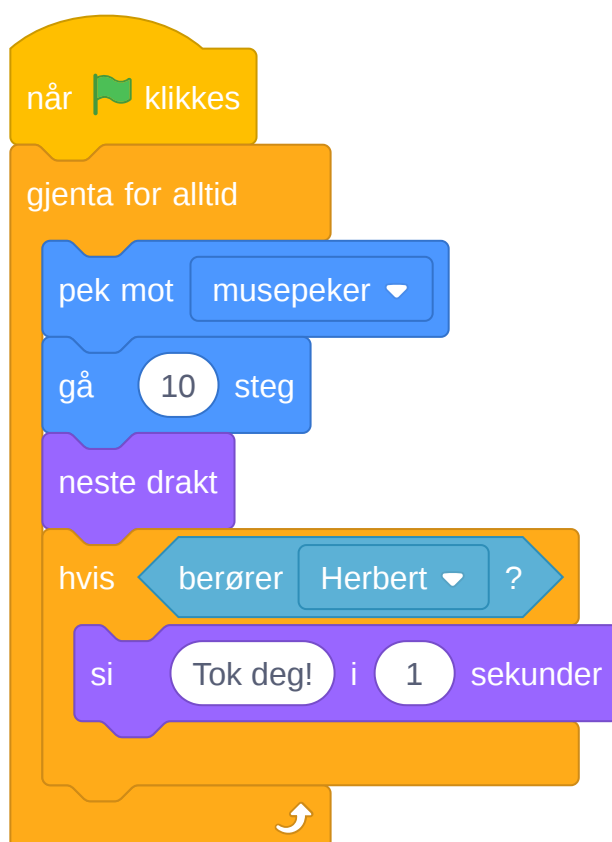 når klikkes
gjenta for alltid
pek mot musepeker
gå 10 steg
neste drakt
hvis berører Herbert ?
si Tok deg! i 1 sekunder